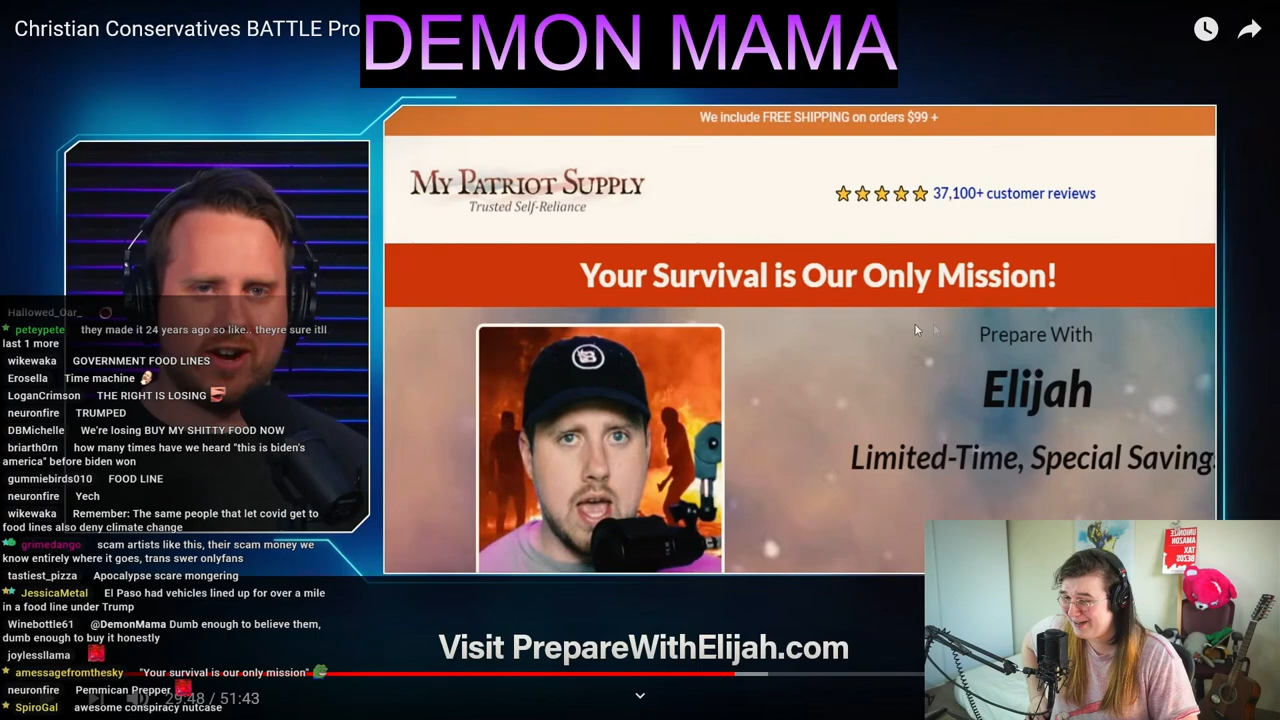 Christian Conservatives BATTLE Pro
DEMON MAMA
We include FREE SHIPPING on orders $99 +
MY PATRIOT SUPPLY
Trusted Self-Reliance
37,100+ customer reviews
Your Survival is Our Only Mission!
Prepare With
Elijah
Limited-Time, Special Saving
Hallowed_Oar_
peteypete they made it 24 years ago so like.. theyre sure itll
last 1 more
wikewaka GOVERNMENT FOOD LINES
Erosella Time machine
LoganCrimson THE RIGHT IS LOSING
neuronfire TRUMPED
DBMichelle We're losing BUY MY SHITTY FOOD NOW
briarth0rn how many times have we heard "this is biden's
america" before biden won
gummiebirds010 FOOD LINE
neuronfire Yech
wikewaka Remember: The same people that let covid get to
food lines also deny climate change
grimedango scam artists like this, their scam money we
know entirely where it goes, trans swer onlyfans
tastiest_pizza Apocalypse scare mongering
JessicaMetal El Paso had vehicles lined up for over a mile
in a food line under Trump
Winebottle61 @DemonMama Dumb enough to believe them,
dumb enough to buy it honestly
joylessllama
amessagefromthesky "Your survival is our only mission"
neuronfire Pemmican Prepper
SpiroGal awesome conspiracy nutcase
29:48 / 51:43
Visit PrepareWithElijah.com
UNIONIZE
AMAZON
TAX
BEZOS